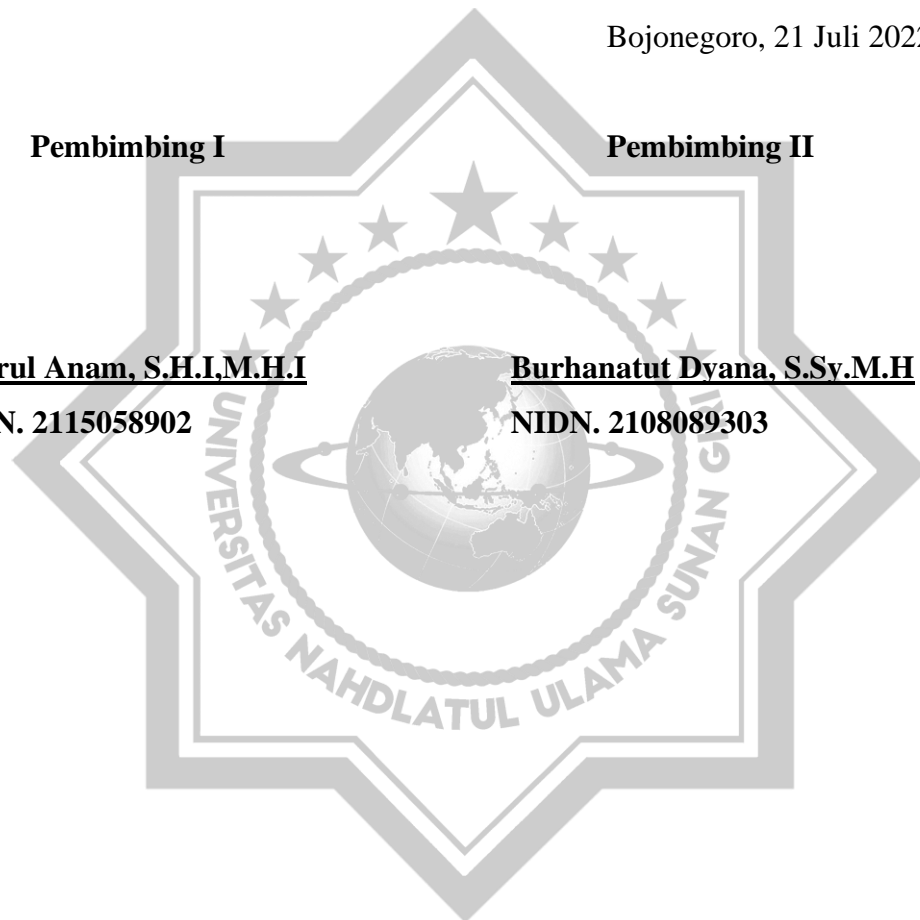 Bojonegoro, 21 Juli 2022
Pembimbing I Pembimbing II
rul Anam, S.H.I,M.H.I Burhanatut Dyana, S.Sy.M.H
N. 2115058902 NIDN. 2108089303
UNIVERSITAS NAHDLATUL ULAMA SUNAN GIRI